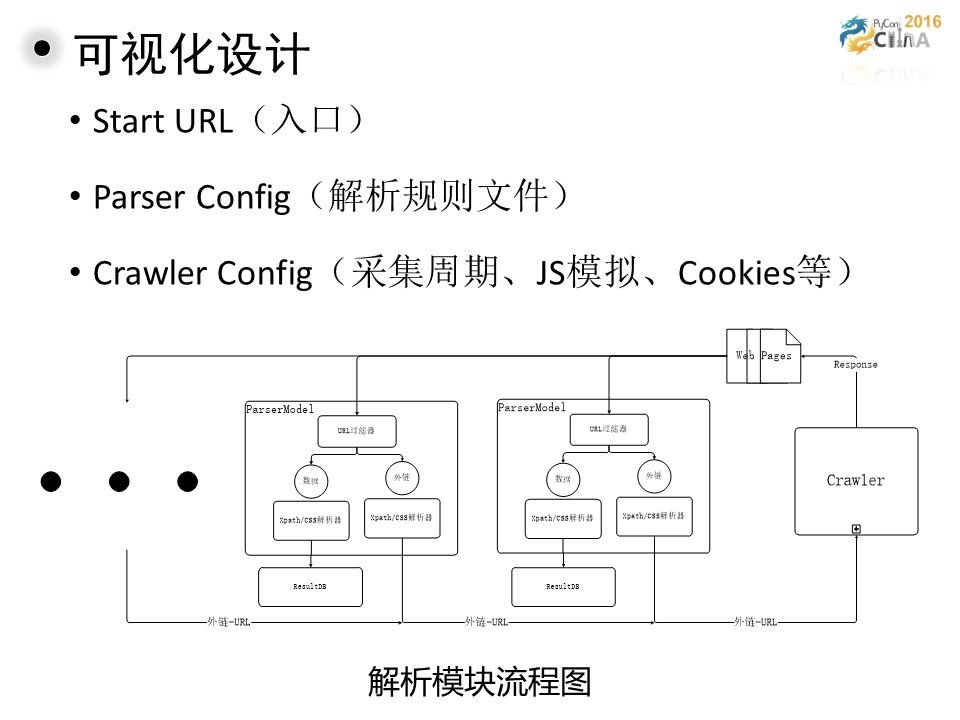 可视化设计
PyCon 2016
China
• Start URL（入口）
• Parser Config（解析规则文件）
• Crawler Config（采集周期、JS模拟、Cookies等）
Web Pages
Response
ParserModel
URL过滤器
数据
外链
Xpath/CSS解析器
Xpath/CSS解析器
ResultDB
ParserModel
URL过滤器
数据
外链
Xpath/CSS解析器
Xpath/CSS解析器
ResultDB
Crawler
外链-URL
外链-URL
外链-URL
解析模块流程图